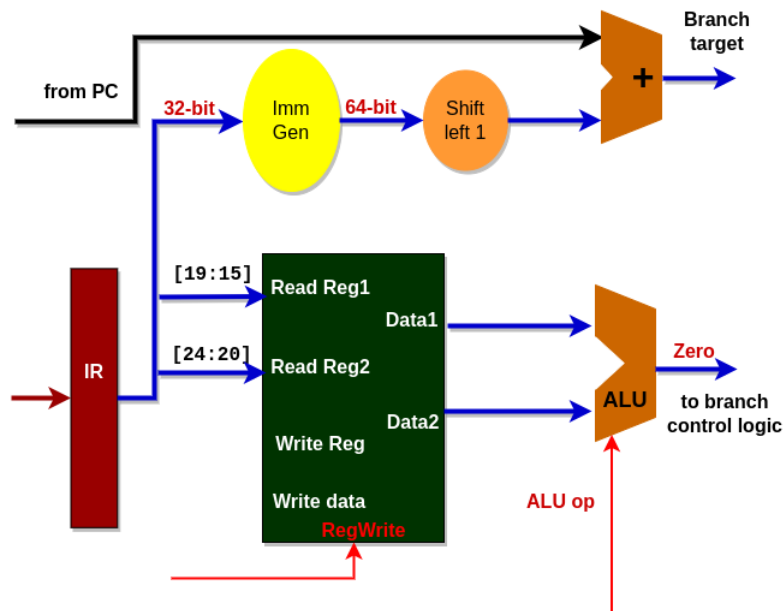 Branch
target
from PC
32-bit
Imm
Gen
64-bit
Shift
left 1
+
[19:15]
Read Reg1
Data1
[24:20]
Read Reg2
IR
Zero
ALU
Data2
to branch
control logic
Write Reg
Write data
ALU op
RegWrite